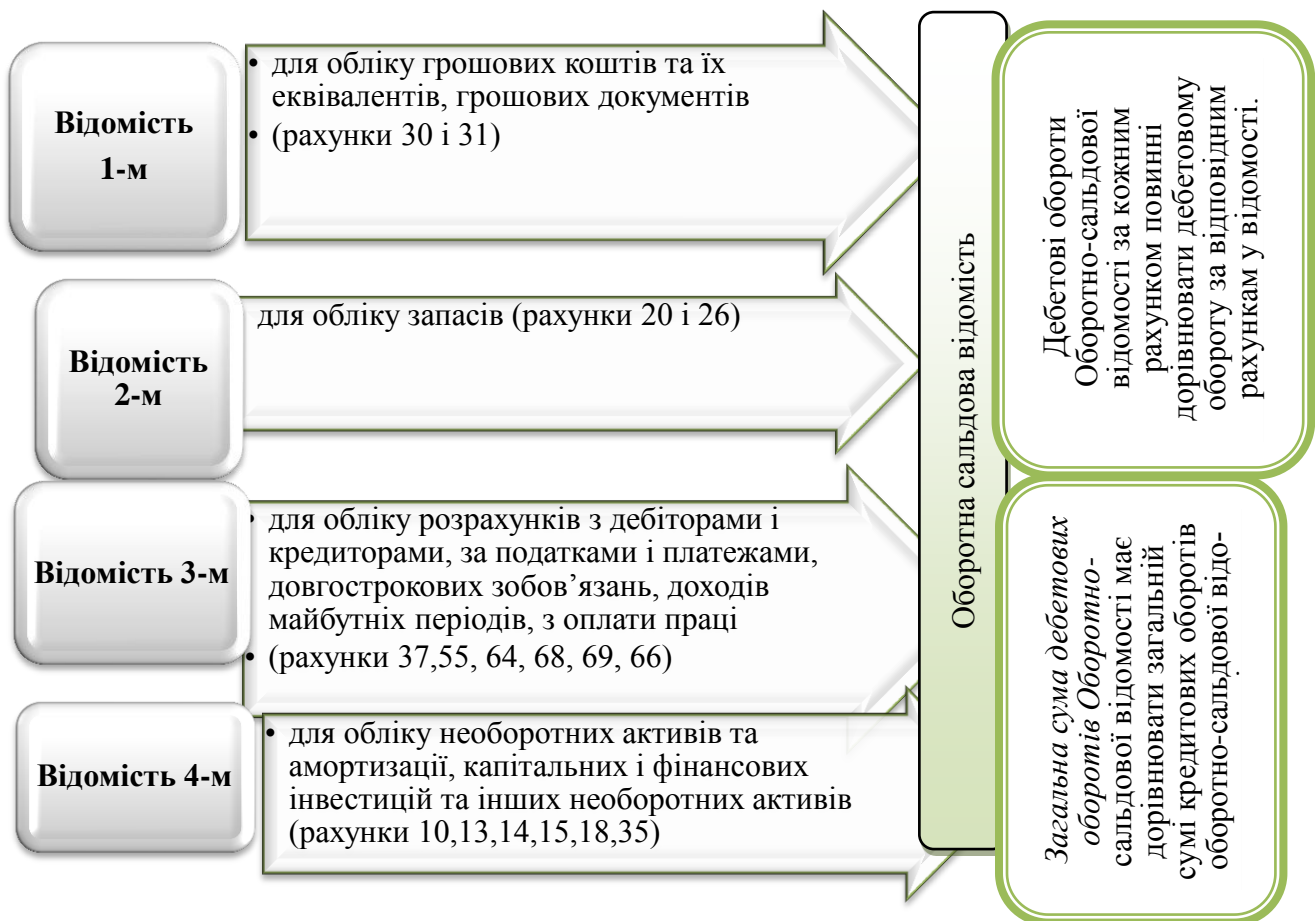 Відомість
1-м
• для обліку грошових коштів та їх
еквівалентів, грошових документів
• (рахунки 30 і 31)
Відомість
2-м
для обліку запасів (рахунки 20 і 26)
Відомість 3-м
• для обліку розрахунків з дебіторами і
кредиторами, за податками і платежами,
довгострокових зобов’язань, доходів
майбутніх періодів, з оплати праці
• (рахунки 37,55, 64, 68, 69, 66)
Відомість 4-м
• для обліку необоротних активів та
амортизації, капітальних і фінансових
інвестицій та інших необоротних активів
(рахунки 10,13,14,15,18,35)
Оборотна сальдова відомість
Дебетові обороти
Оборотно-сальдової
відомості за кожним
рахунком повинні
дорівнювати дебетовому
обороту за відповідним
рахункам у відомості.
Загальна сума дебетових
оборотів Оборотно-
сальдової відомості має
дорівнювати загальній
сумі кредитових оборотів
оборотно-сальдової відо-